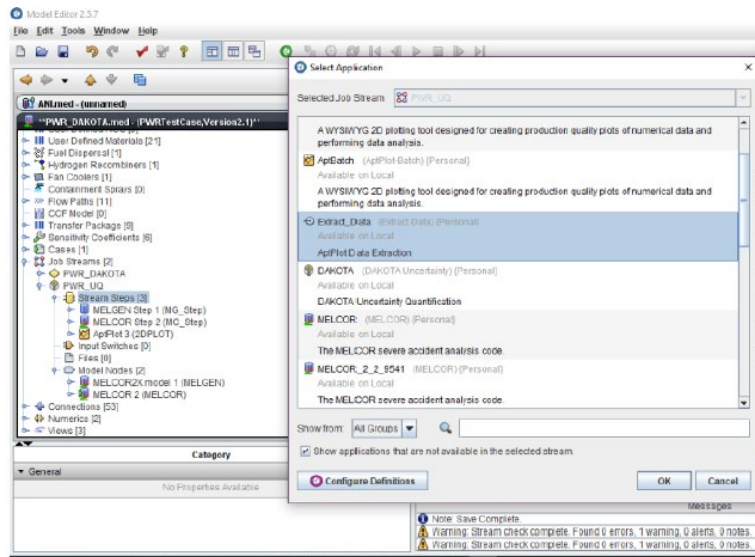 Model Editor 2.5.7
File Edit Tools Window Help
ANI.med - (unnamed)
**PWR_DAKOTA.med - (PWRTestCase,Version2.1)**
User Defined Materials [21]
Fuel Dispersal [1]
Hydrogen Recombiners [1]
Fan Coolers [1]
Containment Sprays [0]
Flow Paths [11]
CCF Model [0]
Transfer Package [9]
Sensitivity Coefficients [6]
Cases [1]
Job Streams [2]
PWR_DAKOTA
PWR_UQ
Stream Steps [3]
MELGEN Step 1 (MG_Step)
MELCOR Step 2 (MC_Step)
AptPlot 3 (2DPLOT)
Input Switches [0]
Files [0]
Model Nodes [2]
MELCOR2X model 1 (MELGEN)
MELCOR 2 (MELCOR)
Connections [53]
Numerics [2]
Views [3]
Category
General
No Properties Available
Select Application
Selected Job Stream PWR_UQ
A WYSIWYG 2D plotting tool designed for creating production quality plots of numerical data and
performing data analysis.
AptBatch (AptPlot-Batch) (Personal)
Available on Local
A WYSIWYG 2D plotting tool designed for creating production quality plots of numerical data and
performing data analysis.
Extract_Data (Extract Data) (Personal)
Available on Local
AptPlot Data Extraction
DAKOTA (DAKOTA Uncertainty) (Personal)
Available on Local
DAKOTA Uncertainty Quantification
MELCOR (MELCOR) (Personal)
Available on Local
The MELCOR severe accident analysis code.
MELCOR_2_2_9541 (MELCOR) (Personal)
Available on Local
The MELCOR severe accident analysis code.
Show from: All Groups
Show applications that are not available in the selected stream.
Configure Definitions OK Cancel
Messages
Note: Save Complete.
Warning: Stream check complete. Found 0 errors, 1 warning, 0 alerts, 0 notes.
Warning: Stream check complete. Found 0 errors, 1 warning, 0 alerts, 0 notes.